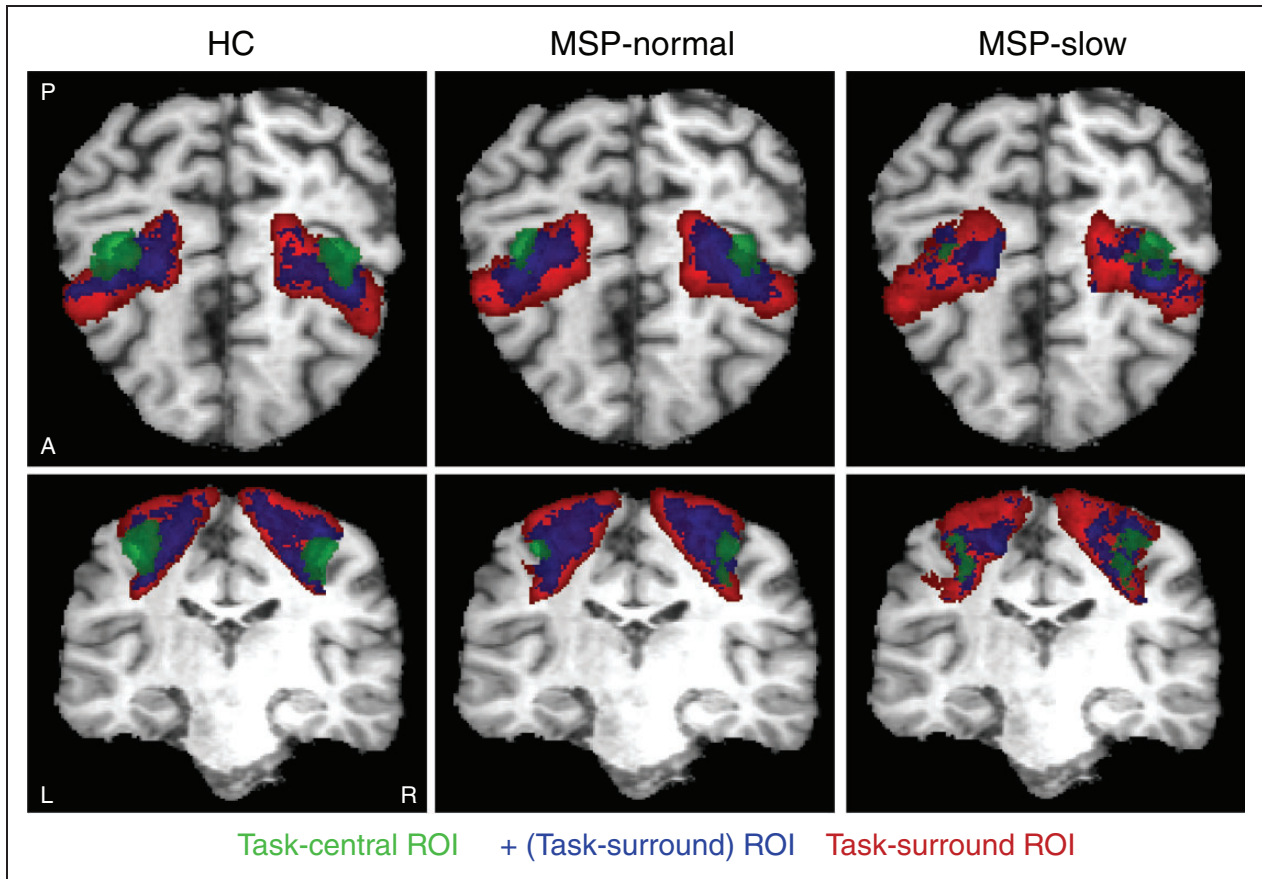 HC MSP-normal MSP-slow
P
A
L R
Task-central ROI + (Task-surround) ROI Task-surround ROI